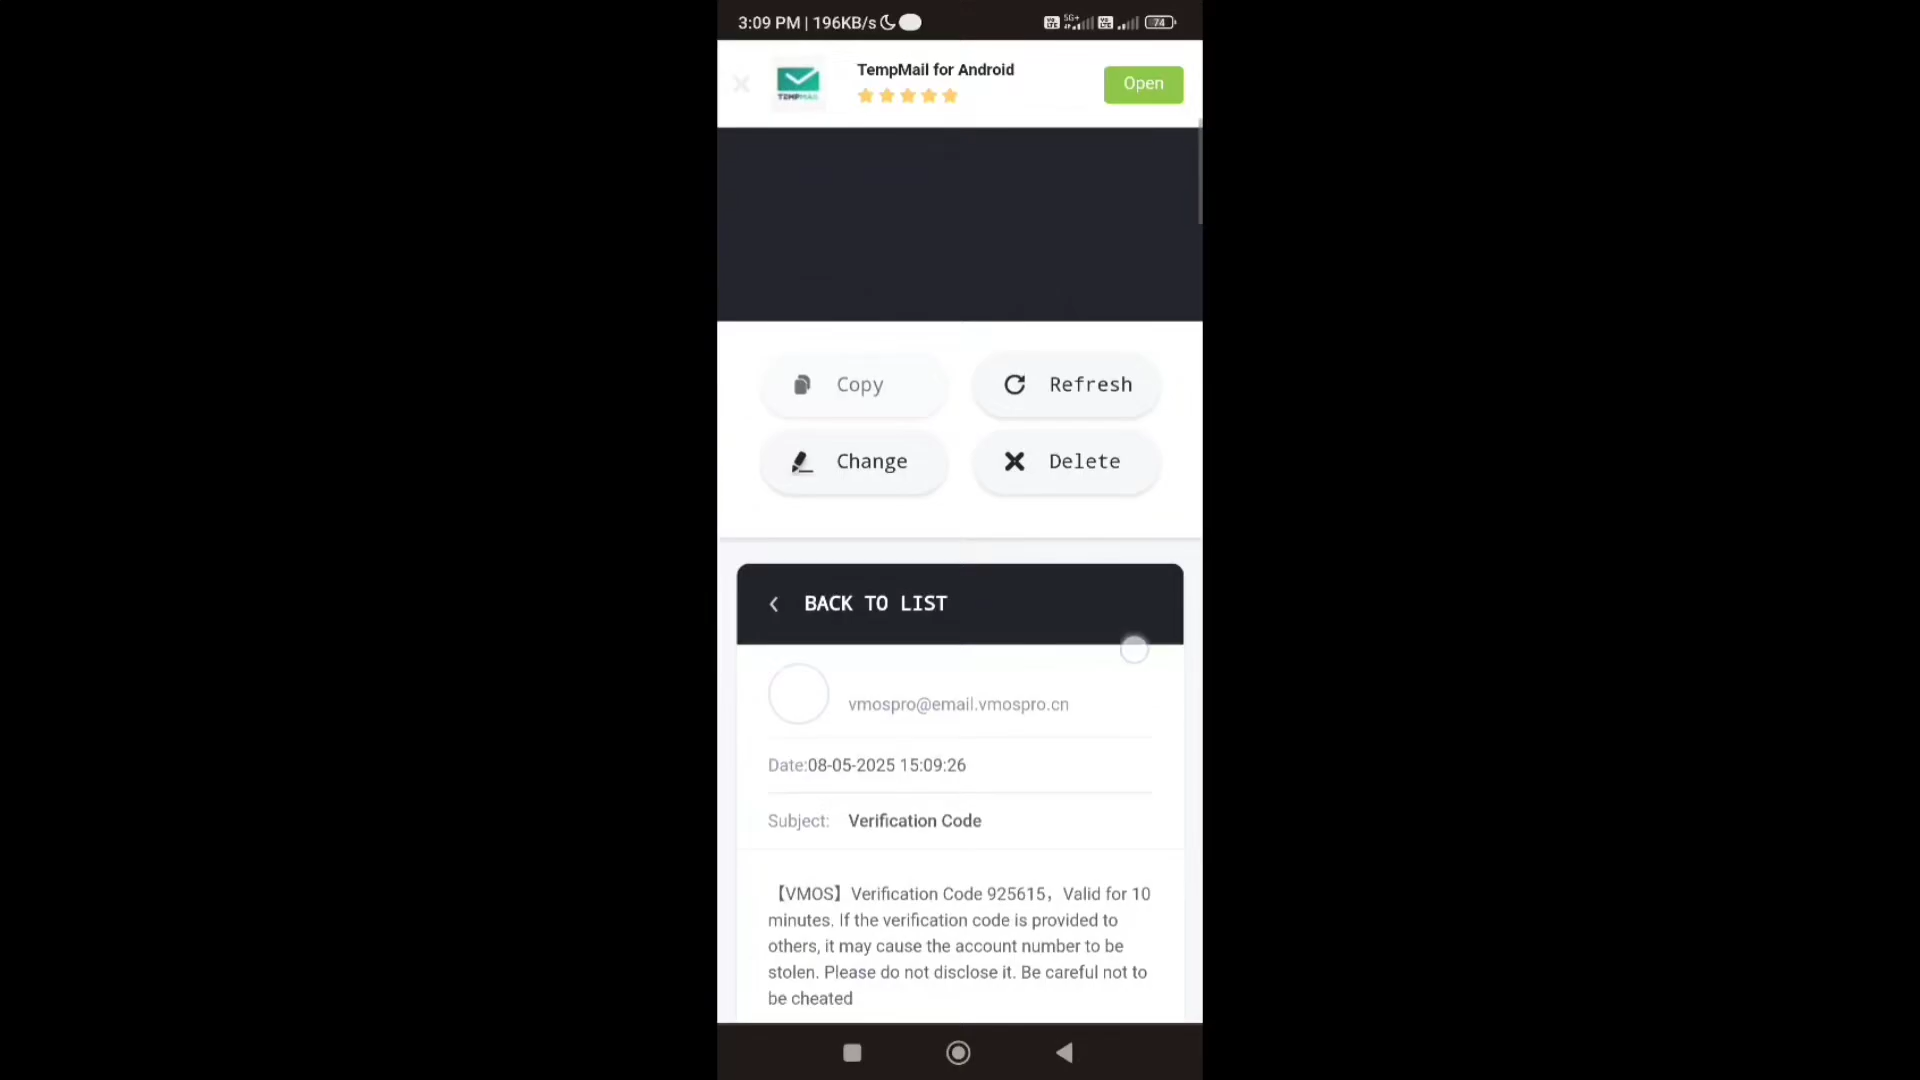 3:09 PM | 196KB/s 5G+ 74
TempMail for Android
Open
TEMPMAIL
Copy
Refresh
Change
Delete
BACK TO LIST
vmospro@email.vmospro.cn
Date:08-05-2025 15:09:26
Subject: Verification Code
【VMOS】Verification Code 925615，Valid for 10
minutes. If the verification code is provided to
others, it may cause the account number to be
stolen. Please do not disclose it. Be careful not to
be cheated